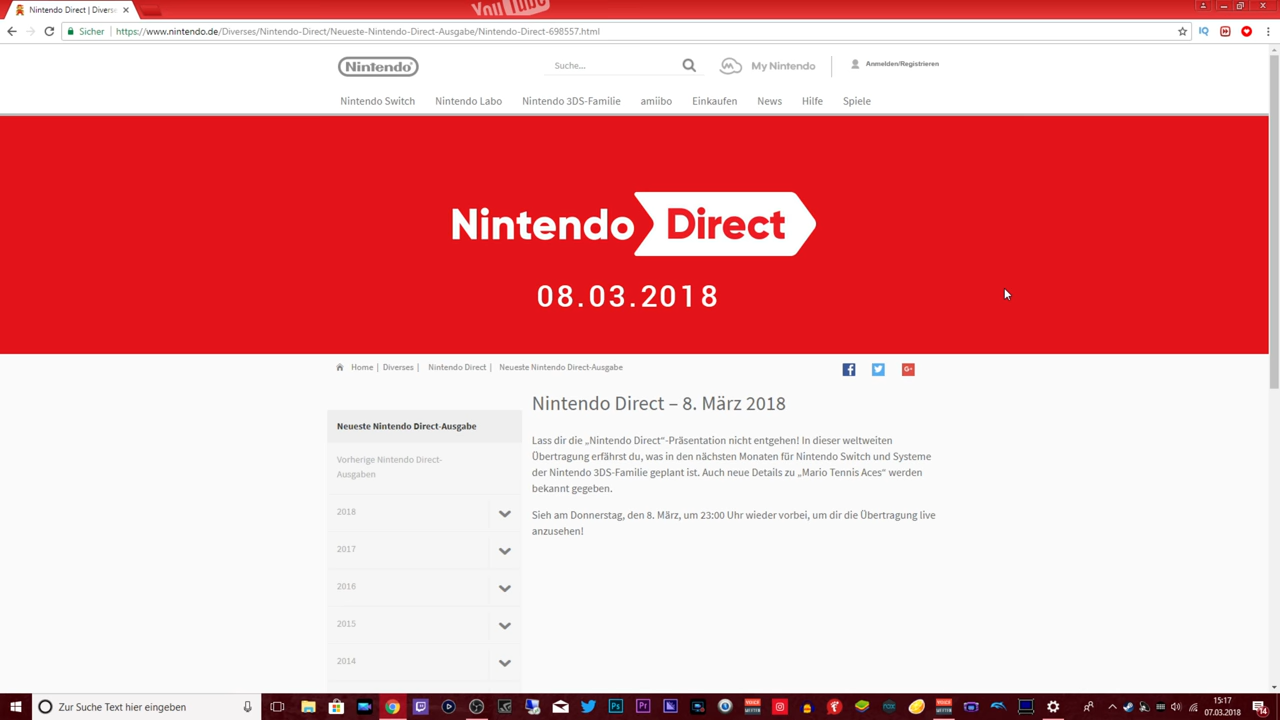 YouTube
Nintendo Direct | Diverse
Sicher
https://www.nintendo.de/Diverses/Nintendo-Direct/Neueste-Nintendo-Direct-Ausgabe/Nintendo-Direct-698557.html
Nintendo
Suche...
My Nintendo
Anmelden/Registrieren
Nintendo Switch Nintendo Labo Nintendo 3DS-Familie amiibo Einkaufen News Hilfe Spiele
Nintendo Direct
08.03.2018
Home | Diverses | Nintendo Direct | Neueste Nintendo Direct-Ausgabe
Neueste Nintendo Direct-Ausgabe
Vorherige Nintendo Direct-
Ausgaben
2018
2017
2016
2015
2014
Nintendo Direct – 8. März 2018
Lass dir die „Nintendo Direct“-Präsentation nicht entgehen! In dieser weltweiten
Übertragung erfährst du, was in den nächsten Monaten für Nintendo Switch und Systeme
der Nintendo 3DS-Familie geplant ist. Auch neue Details zu „Mario Tennis Aces“ werden
bekannt gegeben.
Sieh am Donnerstag, den 8. März, um 23:00 Uhr wieder vorbei, um dir die Übertragung live
anzusehen!
Zur Suche Text hier eingeben
15:17
07.03.2018
14